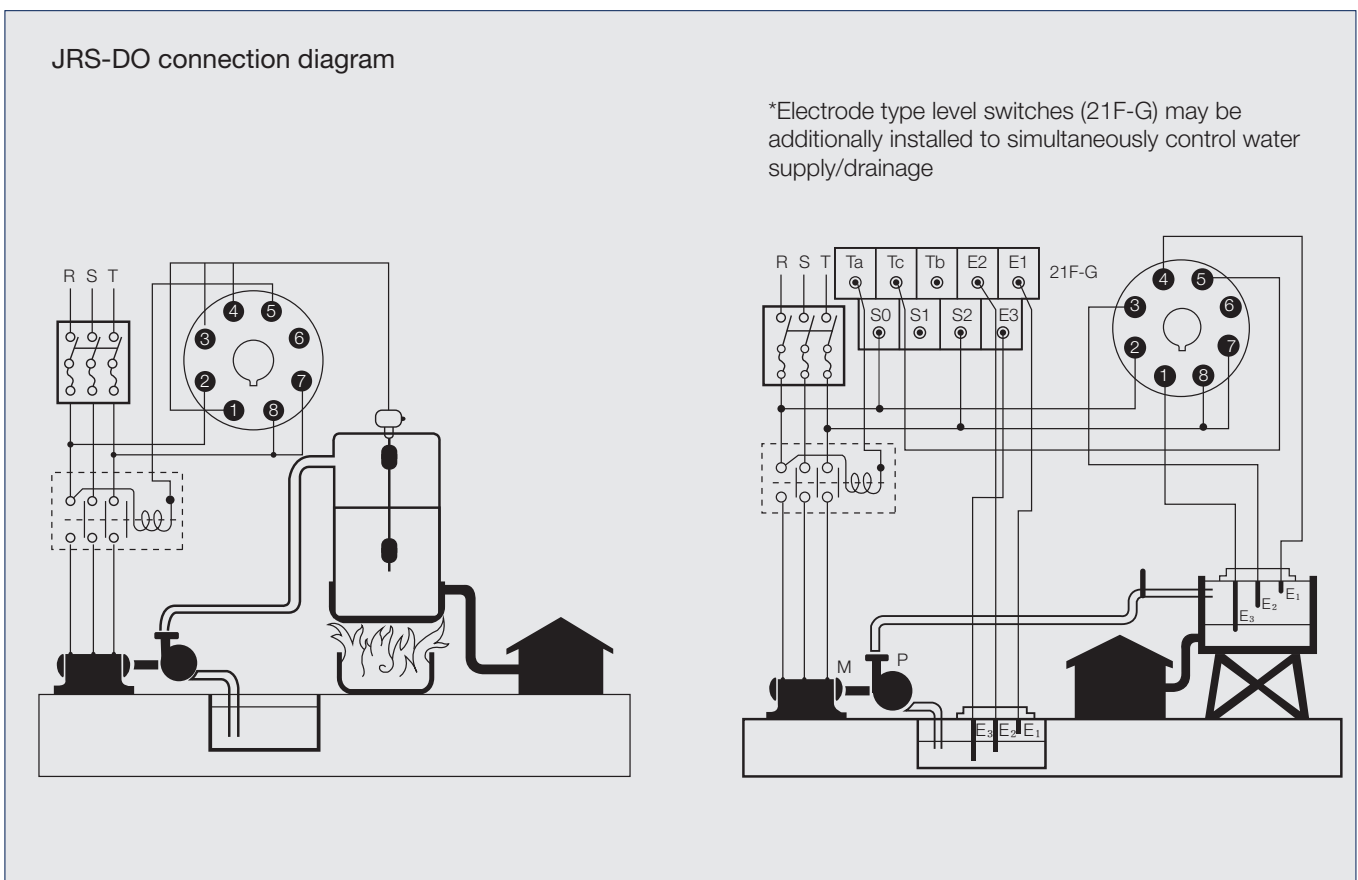 JRS-DO connection diagram
*Electrode type level switches (21F-G) may be
additionally installed to simultaneously control water
supply/drainage
R S T
4 5
3 6
2 7
1 8
R S T
Ta Tc Tb E2 E1
21F-G
S0 S1 S2 E3
4 5
3 6
2 7
1 8
E₁
E₂
E₃
M P
E₃ E₂ E₁